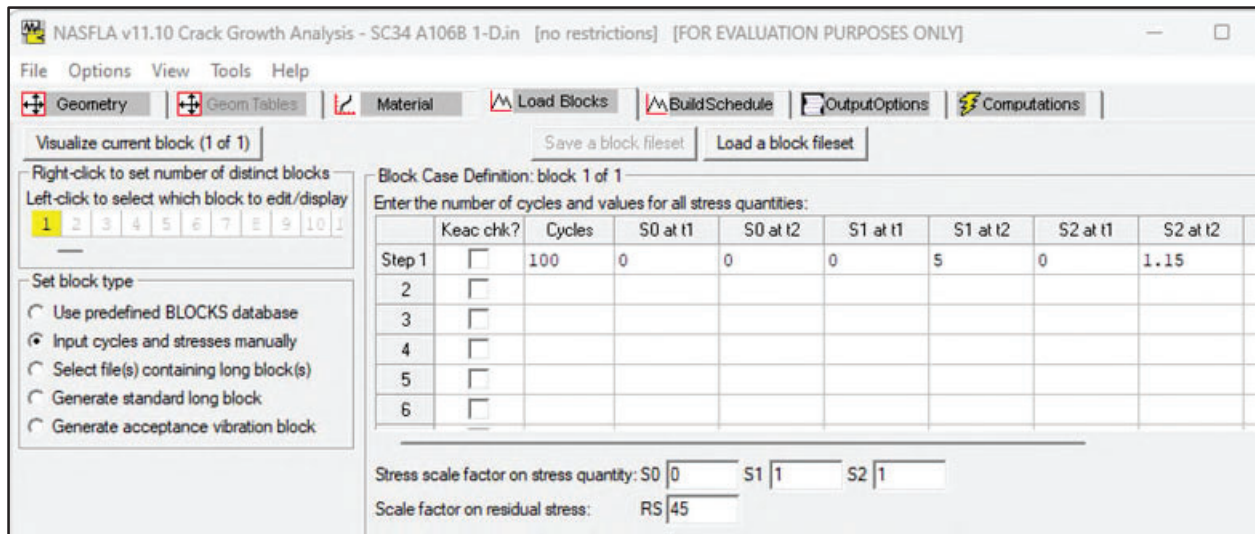 NASFLA v11.10 Crack Growth Analysis - SC34 A106B 1-D.in [no restrictions] [FOR EVALUATION PURPOSES ONLY]
File Options View Tools Help
Geometry Geom Tables Material Load Blocks BuildSchedule OutputOptions Computations
Visualize current block (1 of 1) Save a block fileset Load a block fileset
Right-click to set number of distinct blocks
Left-click to select which block to edit/display
1 2 3 4 5 6 7 8 9 10 1
Set block type
Use predefined BLOCKS database
Input cycles and stresses manually
Select file(s) containing long block(s)
Generate standard long block
Generate acceptance vibration block
Block Case Definition: block 1 of 1
Enter the number of cycles and values for all stress quantities:
Keac chk? Cycles S0 at t1 S0 at t2 S1 at t1 S1 at t2 S2 at t1 S2 at t2
Step 1 100 0 0 0 5 0 1.15
2
3
4
5
6
Stress scale factor on stress quantity: S0 0 S1 1 S2 1
Scale factor on residual stress: RS 45